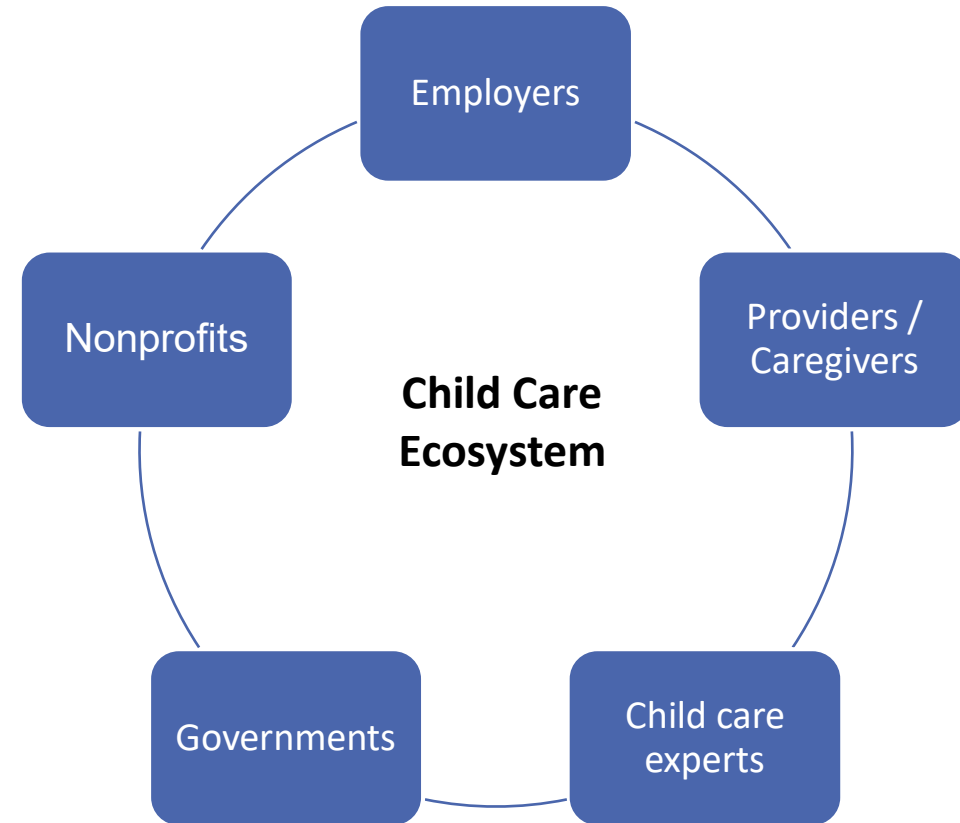 Employers
Providers /
Caregivers
Nonprofits
Child Care
Ecosystem
Governments
Child care
experts